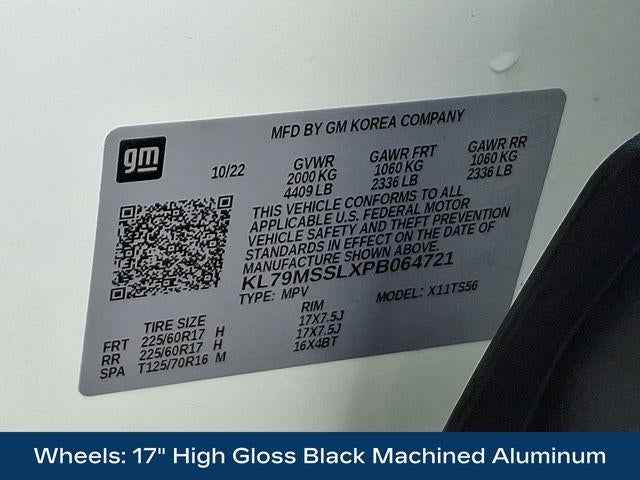 MFD BY GM KOREA COMPANY
gm
10/22
GVWR GAWR FRT GAWR RR
2000 KG 1060 KG 1060 KG
4409 LB 2336 LB 2336 LB
THIS VEHICLE CONFORMS TO ALL
APPLICABLE U.S. FEDERAL MOTOR
VEHICLE SAFETY AND THEFT PREVENTION
STANDARDS IN EFFECT ON THE DATE OF
MANUFACTURE SHOWN ABOVE.
KL79MSSLXPB064721
TYPE: MPV MODEL: X11TS56
TIRE SIZE RIM
FRT 225/60R17 H 17X7.5J
RR 225/60R17 H 17X7.5J
SPA T125/70R16 M 16X4BT
Wheels: 17" High Gloss Black Machined Aluminum